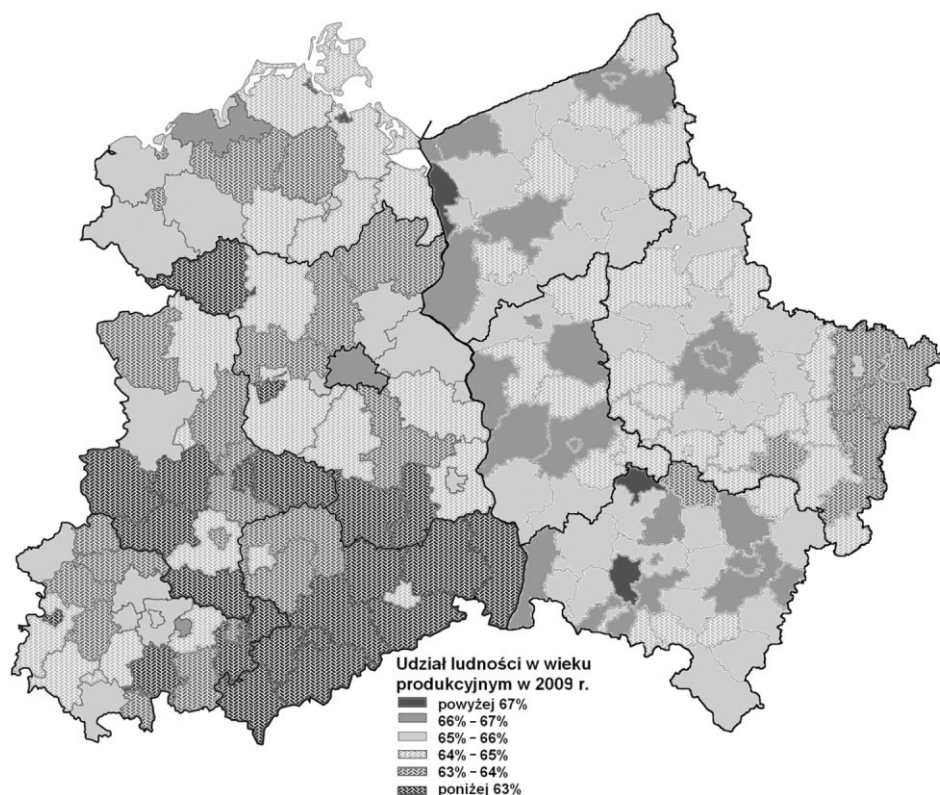 Udział ludności w wieku
produkcyjnym w 2009 r.
powyżej 67%
66% – 67%
65% – 66%
64% – 65%
63% – 64%
poniżej 63%